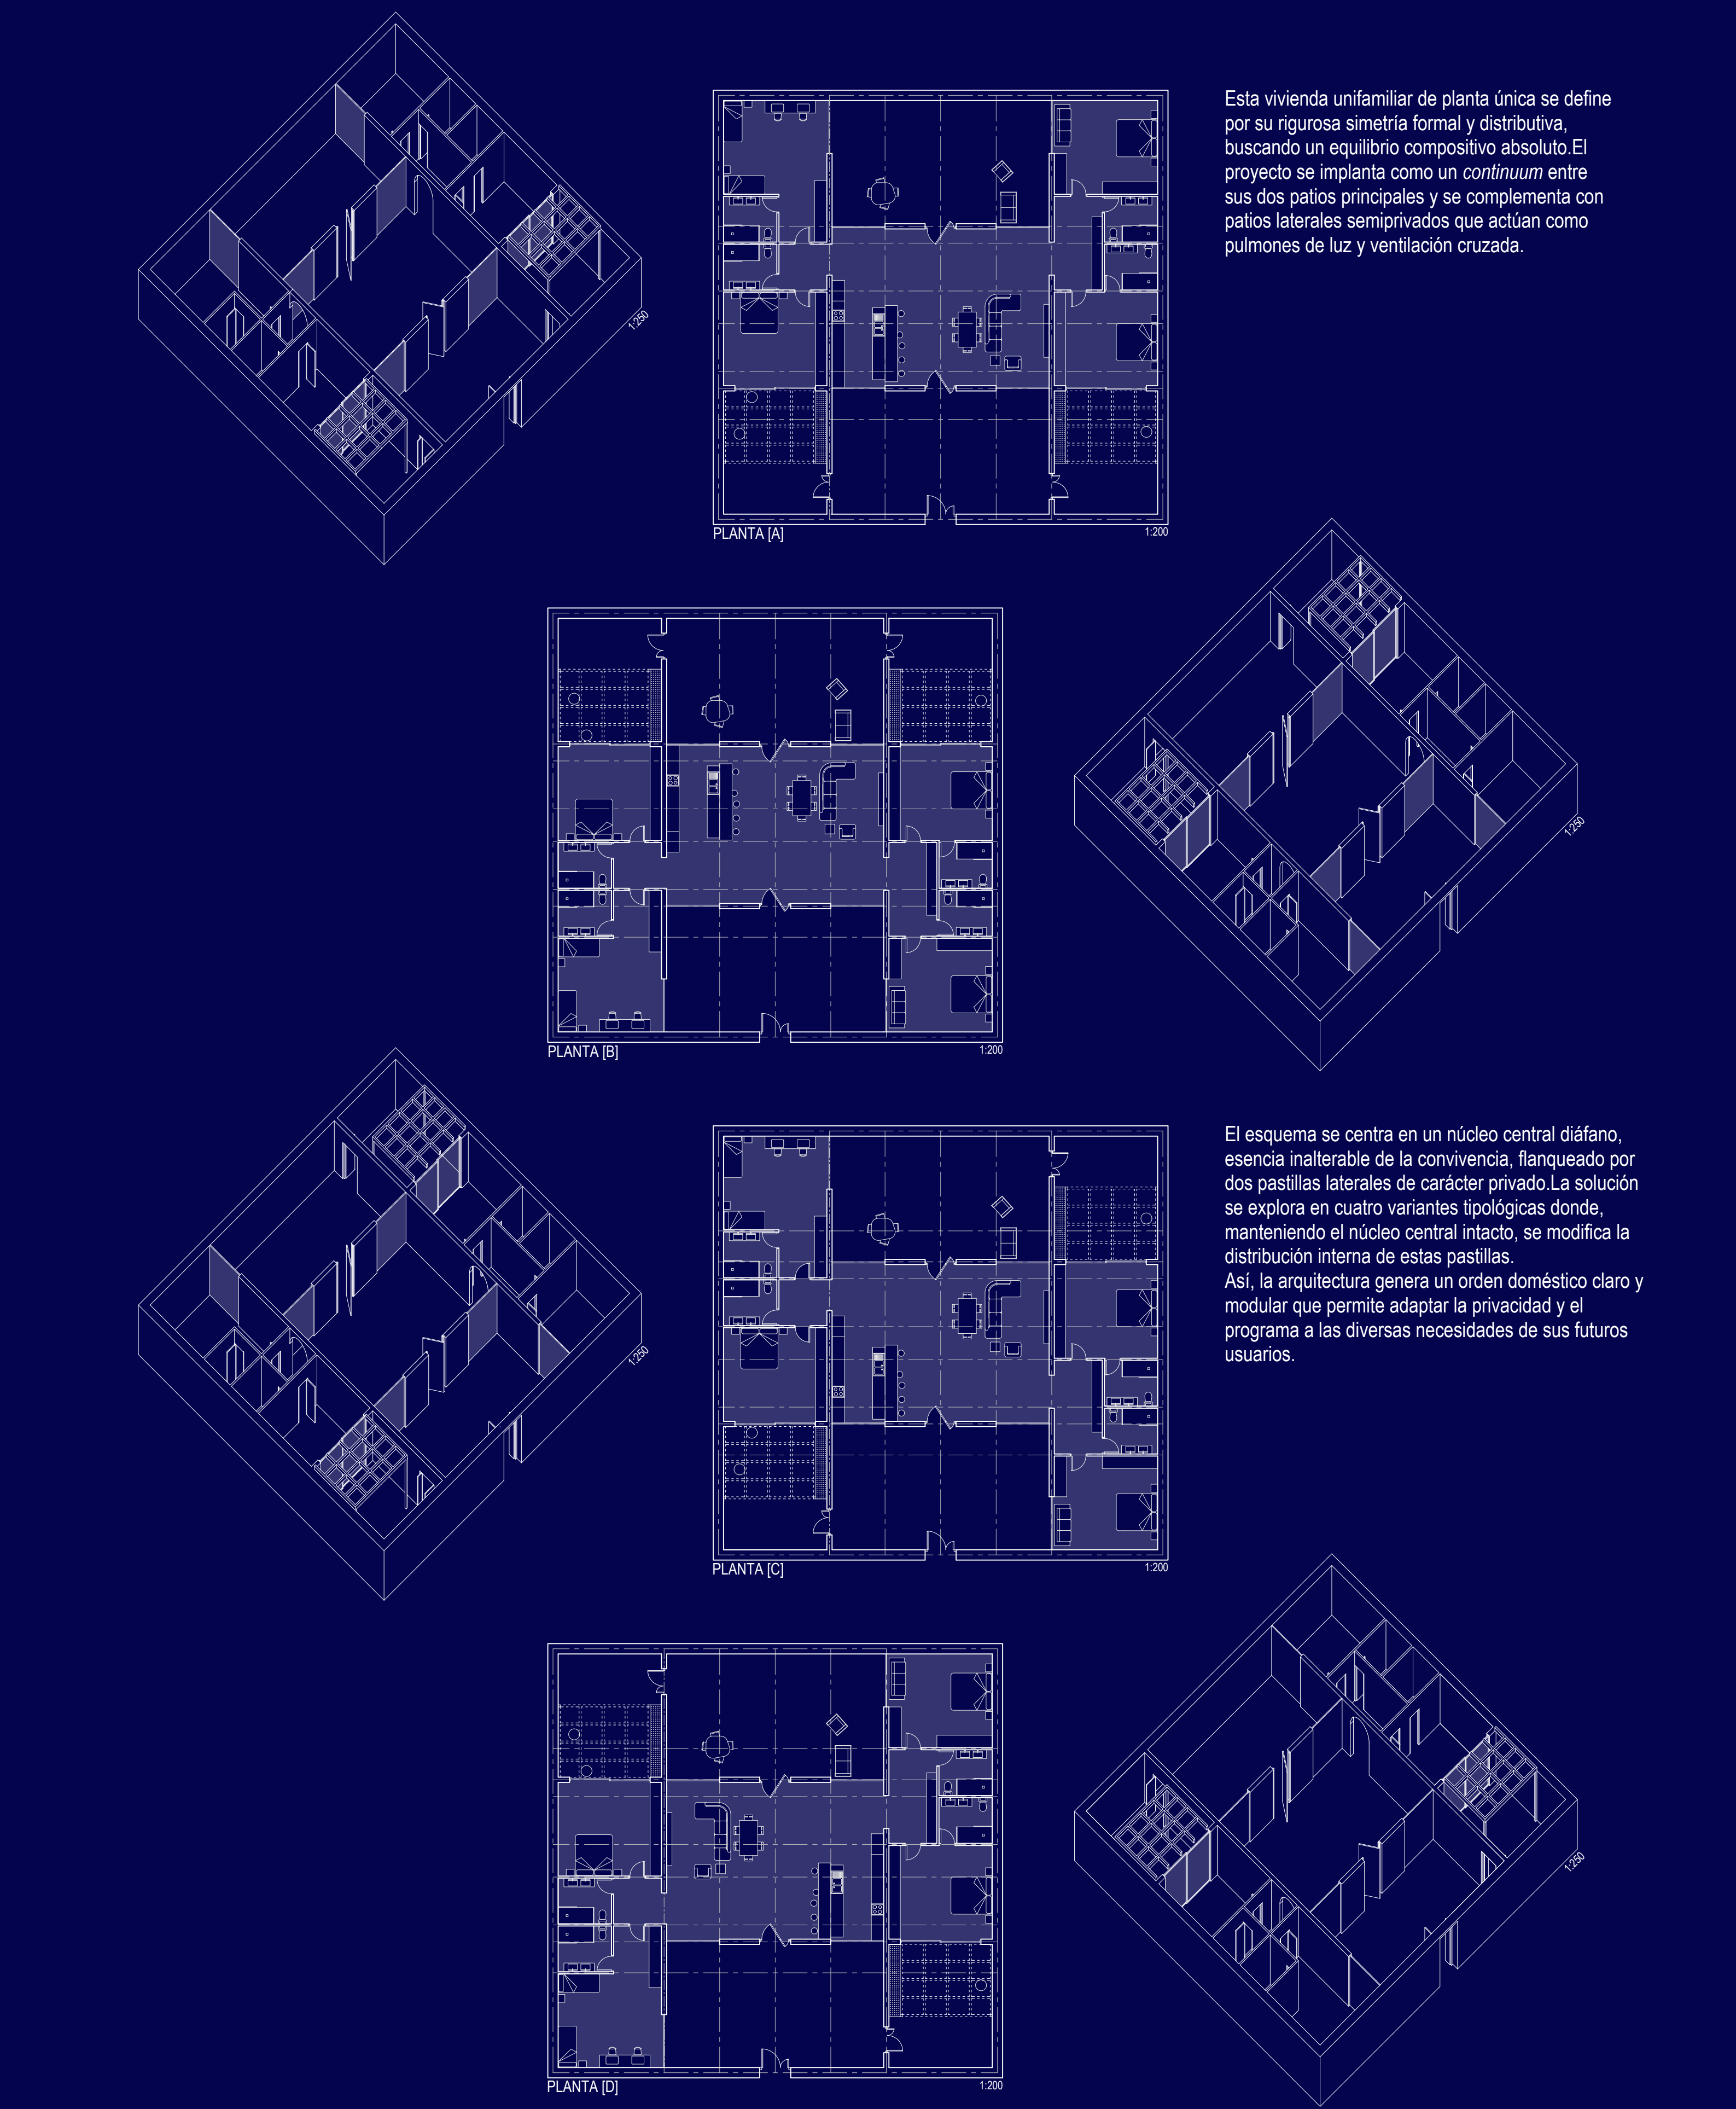 Esta vivienda unifamiliar de planta única se define
por su rigurosa simetría formal y distributiva,
buscando un equilibrio compositivo absoluto.El
proyecto se implanta como un continuum entre
sus dos patios principales y se complementa con
patios laterales semiprivados que actúan como
pulmones de luz y ventilación cruzada.
1:250
PLANTA [A]
1:200
1:250
PLANTA [B]
1:200
El esquema se centra en un núcleo central diáfano,
esencia inalterable de la convivencia, flanqueado por
dos pastillas laterales de carácter privado.La solución
se explora en cuatro variantes tipológicas donde,
manteniendo el núcleo central intacto, se modifica la
distribución interna de estas pastillas.
Así, la arquitectura genera un orden doméstico claro y
modular que permite adaptar la privacidad y el
programa a las diversas necesidades de sus futuros
usuarios.
1:250
PLANTA [C]
1:200
1:250
PLANTA [D]
1:200